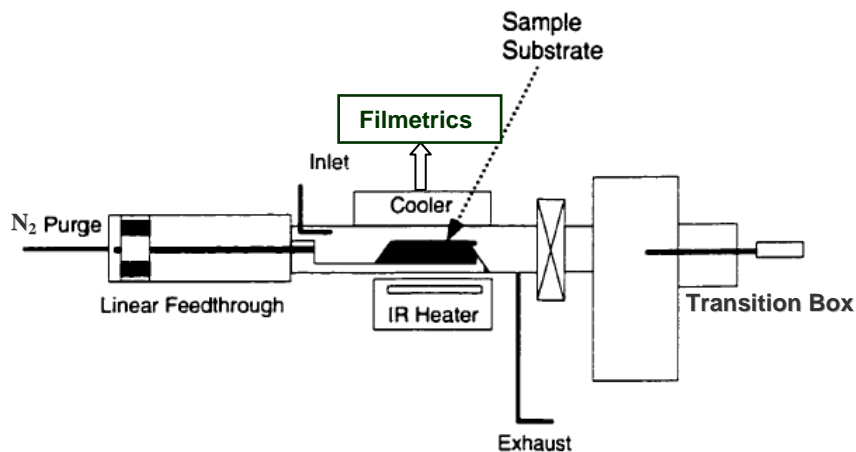 Sample
Substrate
Filmetrics
Inlet
Cooler
N₂ Purge
Linear Feedthrough
IR Heater
Transition Box
Exhaust